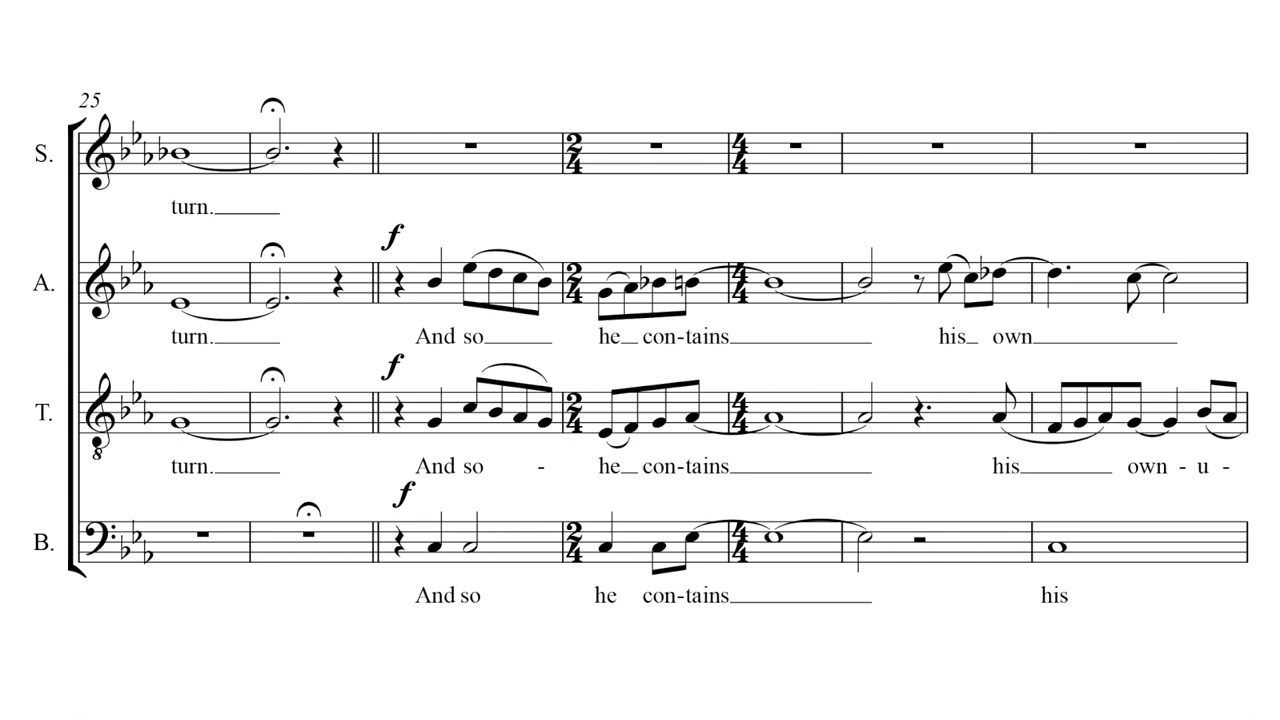 25
S.
turn.
f
A.
turn. And so he con-tains his own
f
T.
turn. And so - he con-tains his own - u -
f
B.
And so he con-tains his